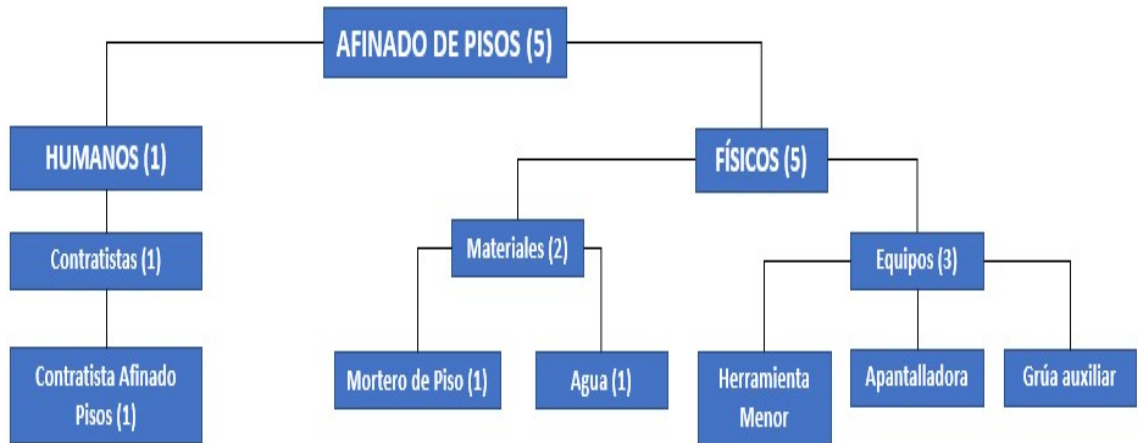 AFINADO DE PISOS (5)
HUMANOS (1)
FÍSICOS (5)
Contratistas (1)
Materiales (2)
Equipos (3)
Contratista Afinado
Pisos (1)
Mortero de Piso (1)
Agua (1)
Herramienta
Menor
Apantalladora
Grúa auxiliar